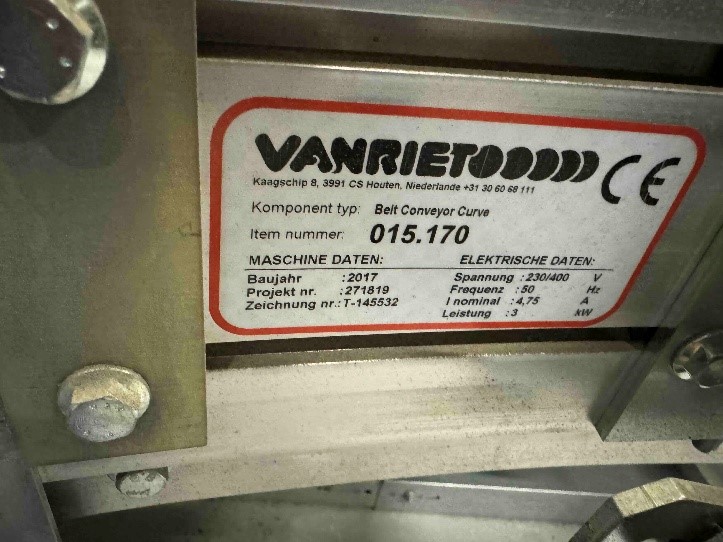 VANRIET
CE
Kaagschip 8, 3991 CS Houten, Niederlande +31 30 60 68 111
Komponent typ: Belt Conveyor Curve
Item nummer: 015.170
MASCHINE DATEN: ELEKTRISCHE DATEN:
Baujahr :2017 Spannung :230/400 V
Projekt nr. :271819 Frequenz :50 Hz
Zeichnung nr.:T-145532 I nominal :4,75 A
Leistung :3 kW